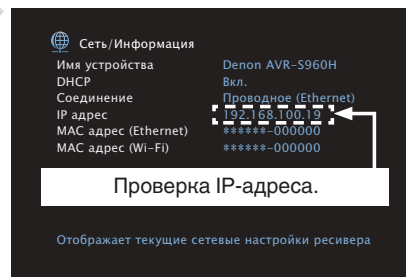 Сеть/Информация
Имя устройства Denon AVR-S960H
DHCP Вкл.
Соединение Проводное (Ethernet)
IP адрес 192.168.100.19
MAC адрес (Ethernet) ******-000000
MAC адрес (Wi-Fi) ******-000000
Проверка IP-адреса.
Отображает текущие сетевые настройки ресивера